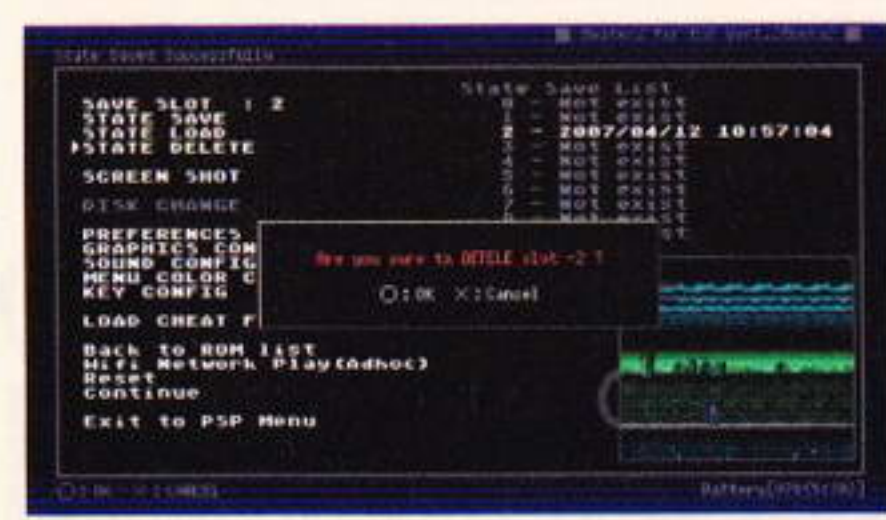 State Saved Successfully
State Save List
SAVE SLOT : 2
0 - Not exist
STATE SAVE
1 - Not exist
STATE LOAD
2 - 2007/04/12 10:57:04
STATE DELETE
3 - Not exist
4 - Not exist
SCREEN SHOT
5 - Not exist
6 - Not exist
DISK CHANGE
7 - Not exist
PREFERENCES
GRAPHICS CON
SOUND CONFIG
MENU COLOR C
KEY CONFIG
Are you sure to DETELE slot -2 ?
○:OK ×:Cancel
LOAD CHEAT F
Back to ROM list
Wifi Network Play(Adhoc)
Reset
Continue
Exit to PSP Menu
○:OK ×:CANCEL